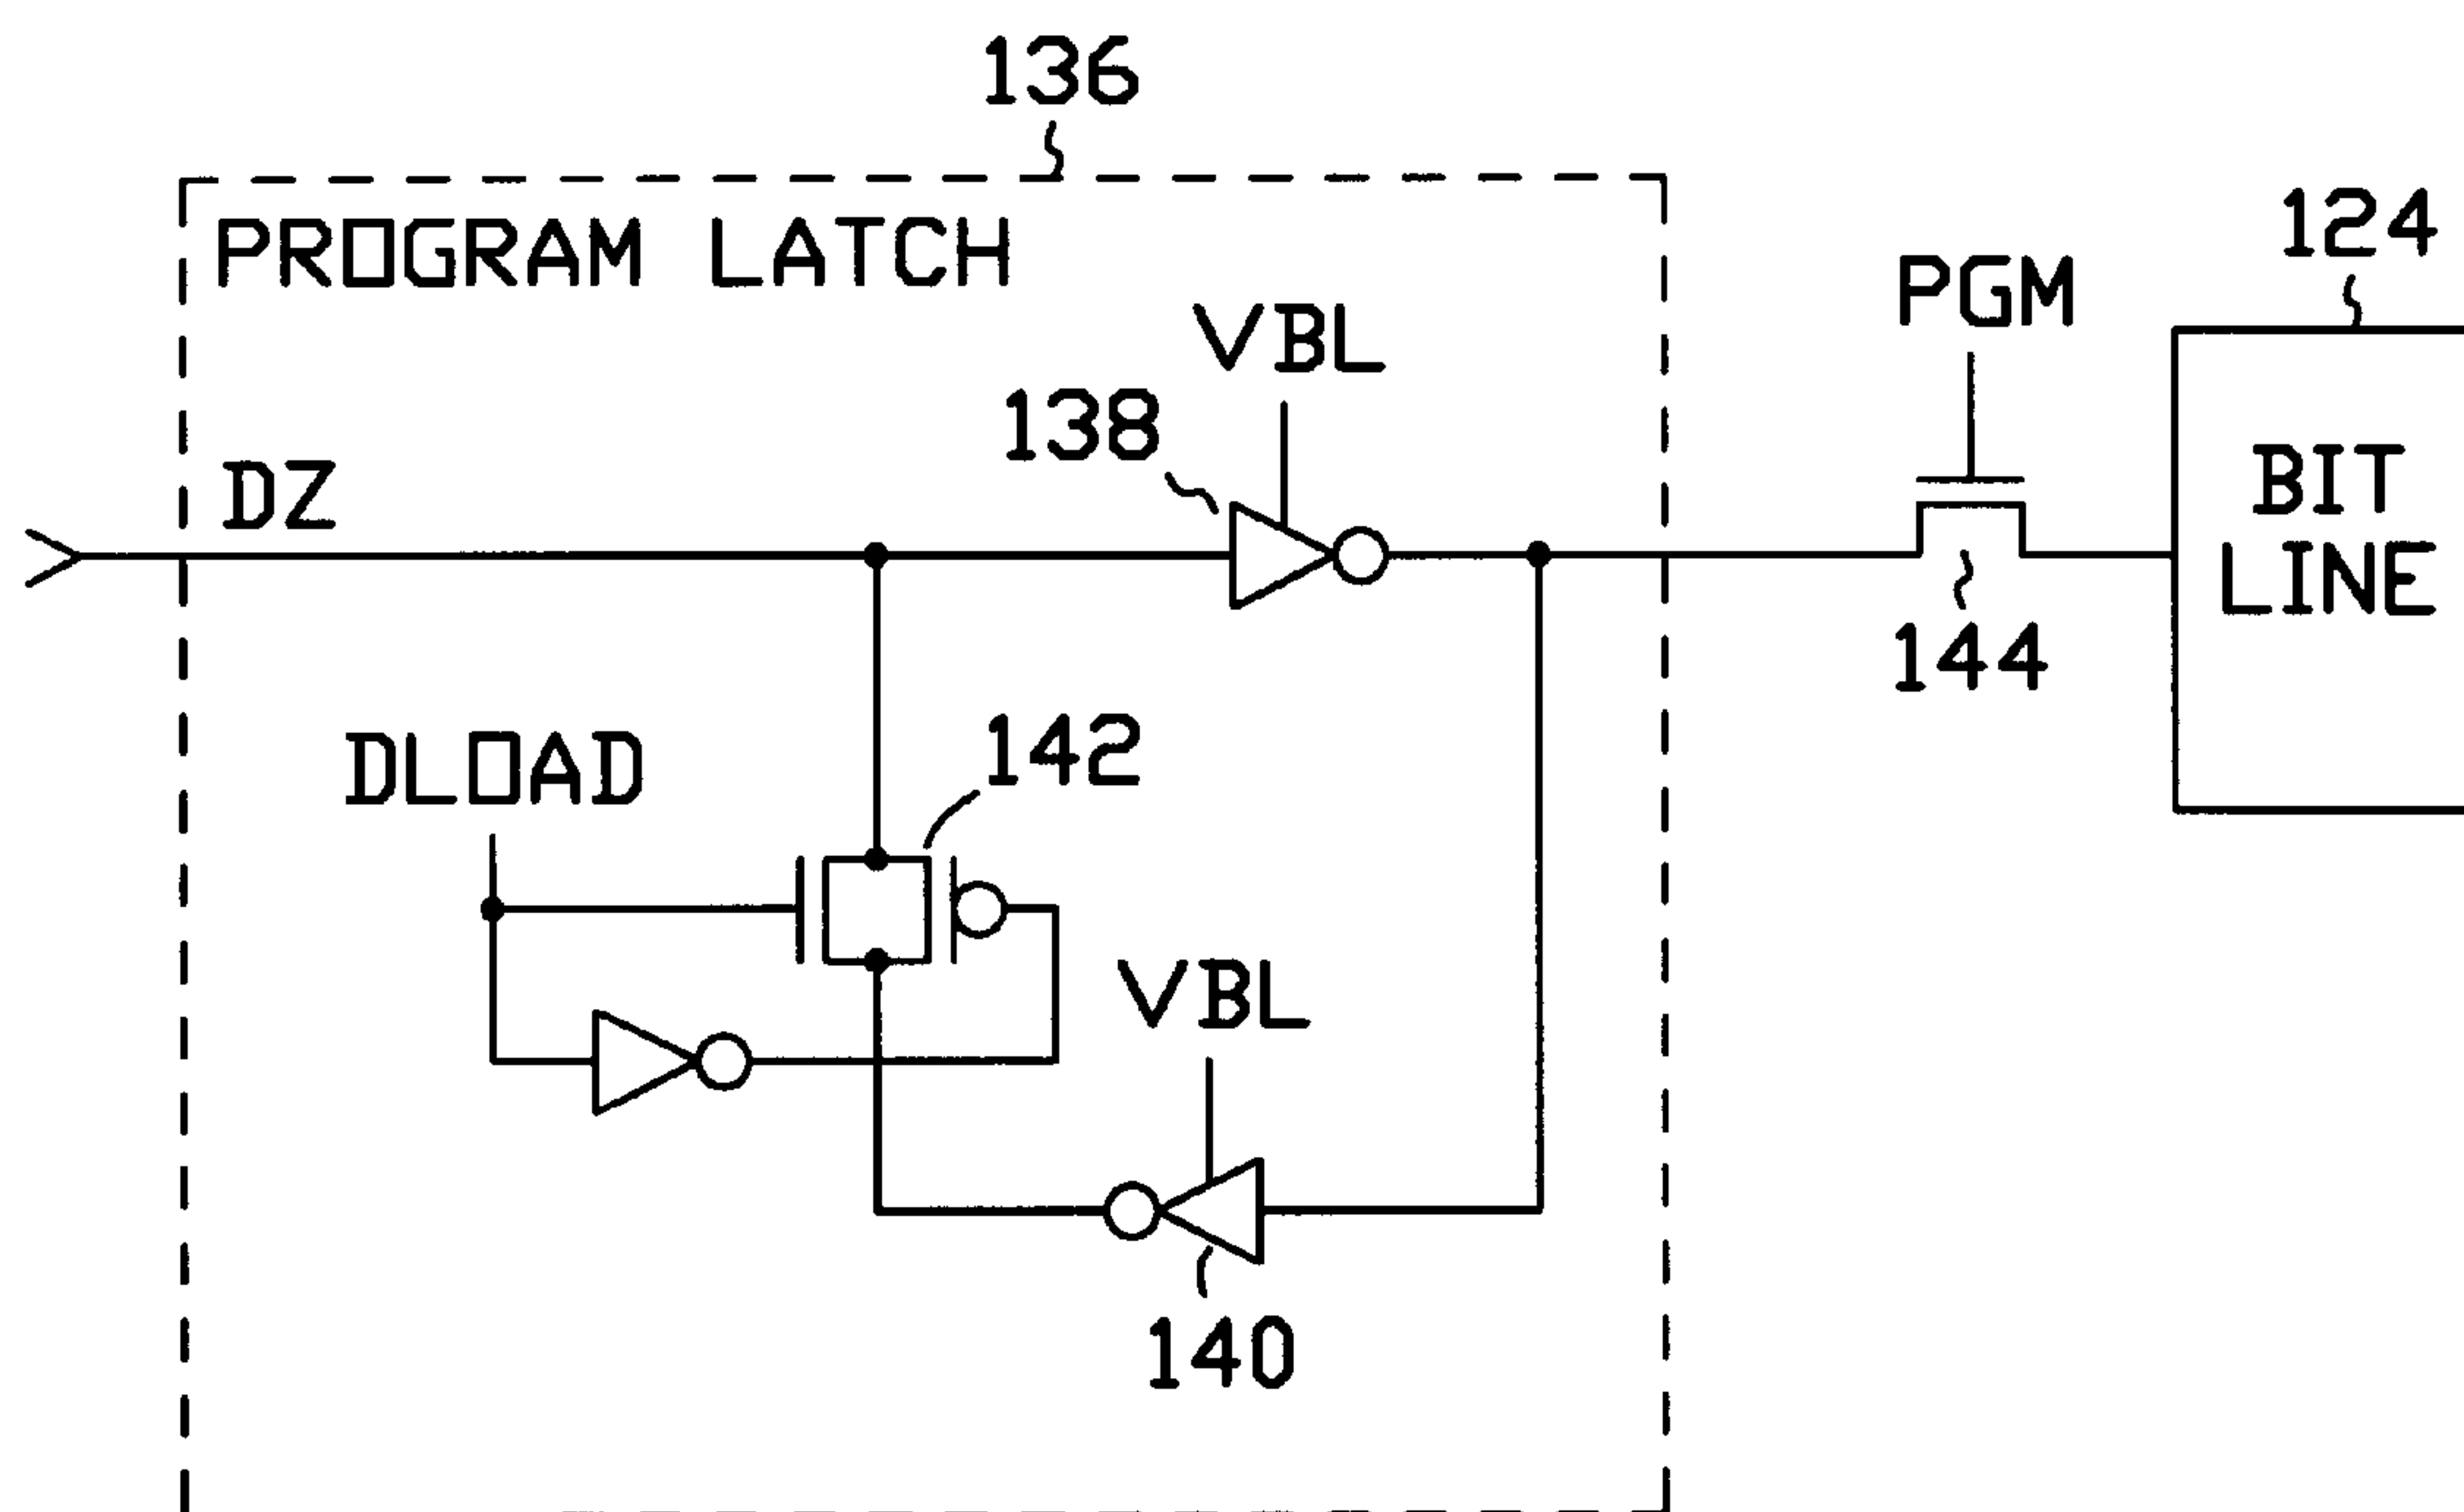 136
PROGRAM LATCH
124
PGM
VBL
138
BIT
LINE
DZ
144
DLOAD
142
VBL
140